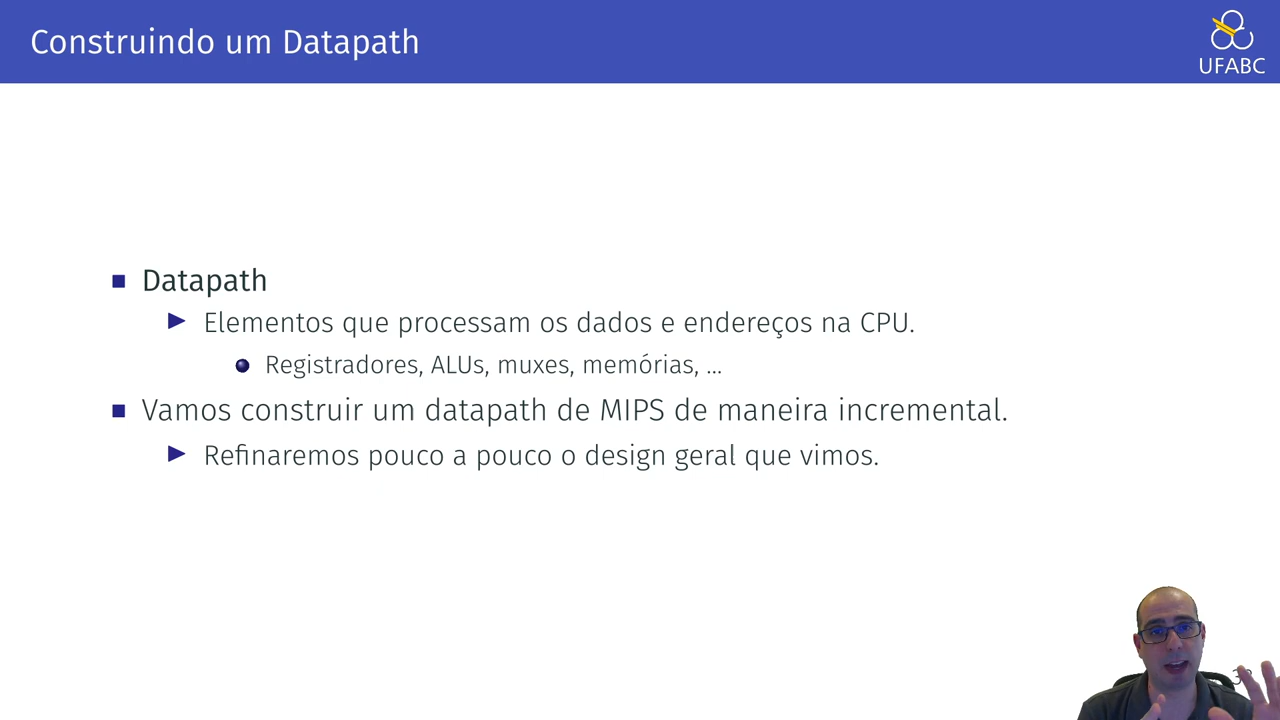 Construindo um Datapath
UFABC
Datapath
Elementos que processam os dados e endereços na CPU.
Registradores, ALUs, muxes, memórias, ...
Vamos construir um datapath de MIPS de maneira incremental.
Refinaremos pouco a pouco o design geral que vimos.